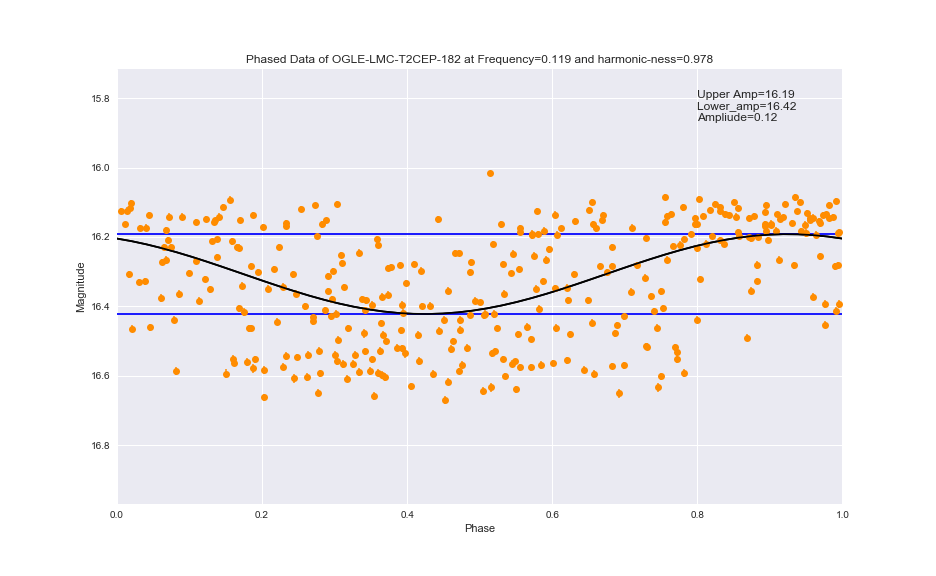 Phased Data of OGLE-LMC-T2CEP-182 at Frequency=0.119 and harmonic-ness=0.978
Upper Amp=16.19
Lower_amp=16.42
Ampliude=0.12
15.8
16.0
16.2
16.4
16.6
16.8
Magnitude
0.0 0.2 0.4 0.6 0.8 1.0
Phase